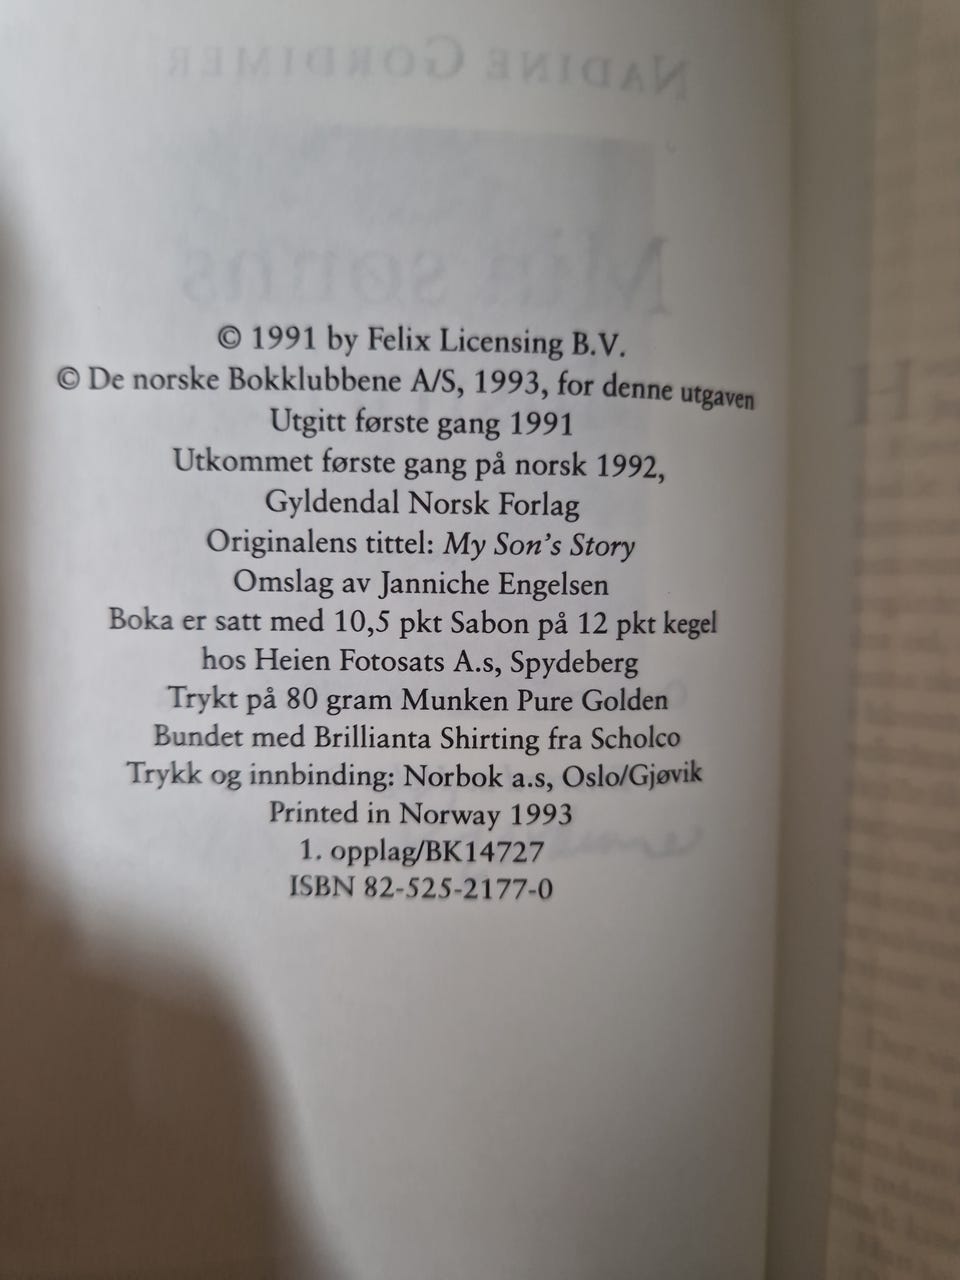 NADINE GORDIMER
Min sønns
© 1991 by Felix Licensing B.V.
© De norske Bokklubbene A/S, 1993, for denne utgaven
Utgitt første gang 1991
Utkommet første gang på norsk 1992,
Gyldendal Norsk Forlag
Originalens tittel: My Son's Story
Omslag av Janniche Engelsen
Boka er satt med 10,5 pkt Sabon på 12 pkt kegel
hos Heien Fotosats A.s, Spydeberg
Trykt på 80 gram Munken Pure Golden
Bundet med Brillianta Shirting fra Scholco
Trykk og innbinding: Norbok a.s, Oslo/Gjøvik
Printed in Norway 1993
1. opplag/BK14727
ISBN 82-525-2177-0